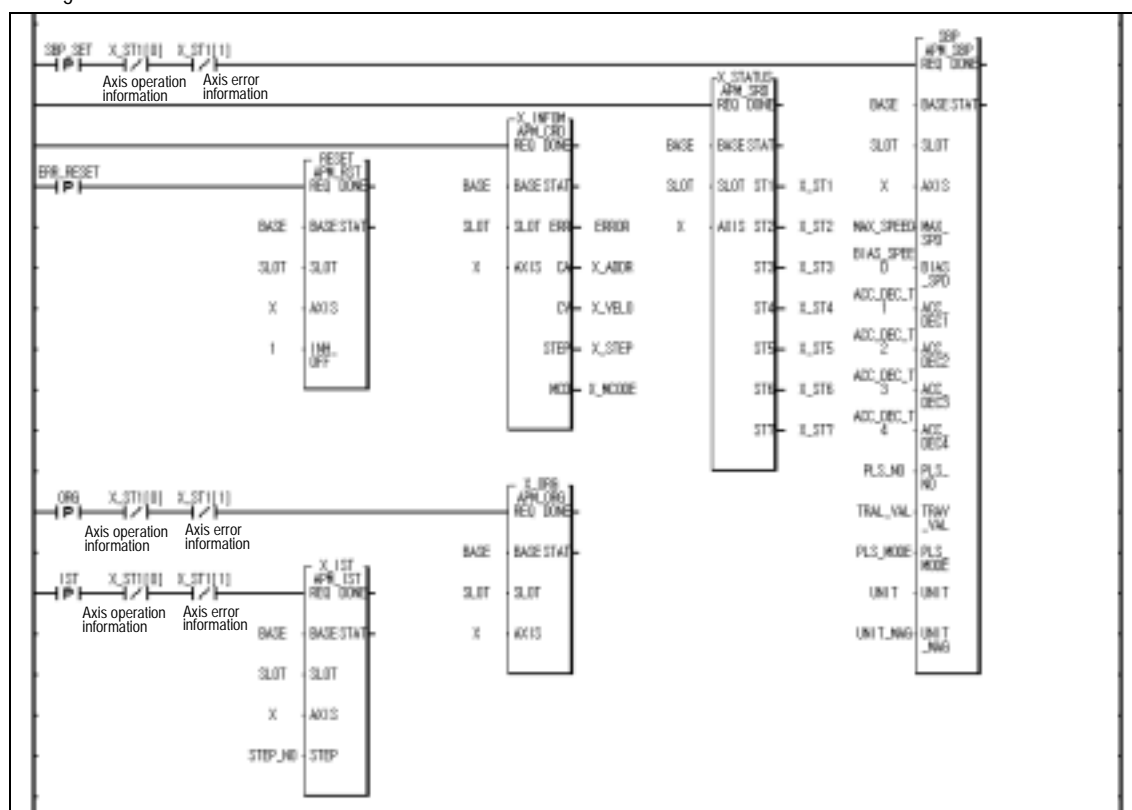 SBP_SET X_ST1[0] X_ST1[1]
Axis operation information
Axis error information
SBP
APM_SBP
REQ DONE
BASE BASE STAT
SLOT SLOT
X AXIS
MAX_SPEED MAX_SPD
BIAS_SPEED BIAS_SPD
ACC_DEC_T1 ACC_DEC1
ACC_DEC_T2 ACC_DEC2
ACC_DEC_T3 ACC_DEC3
ACC_DEC_T4 ACC_DEC4
PLS_NO PLS_NO
TRAL_VAL TRAV_VAL
PLS_MODE PLS_MODE
UNIT UNIT
UNIT_MAG UNIT_MAG
X_STATUS
APM_SRD
REQ DONE
BASE BASE STAT
SLOT SLOT ST1 X_ST1
X AXIS ST2 X_ST2
ST3 X_ST3
ST4 X_ST4
ST5 X_ST5
ST6 X_ST6
ST7 X_ST7
X_INFOM
APM_CRD
REQ DONE
BASE BASE STAT
SLOT SLOT ERR ERROR
X AXIS CA X_ADDR
CV X_VELO
STEP X_STEP
MCD X_MCODE
ERR_RESET
RESET
APM_RST
REQ DONE
BASE BASE STAT
SLOT SLOT
X AXIS
1 INH_OFF
ORG X_ST1[0] X_ST1[1]
Axis operation information
Axis error information
X_ORG
APM_ORG
REQ DONE
BASE BASE STAT
SLOT SLOT
X AXIS
IST X_ST1[0] X_ST1[1]
Axis operation information
Axis error information
X_IST
APM_IST
REQ DONE
BASE BASE STAT
SLOT SLOT
X AXIS
STEP_NO STEP